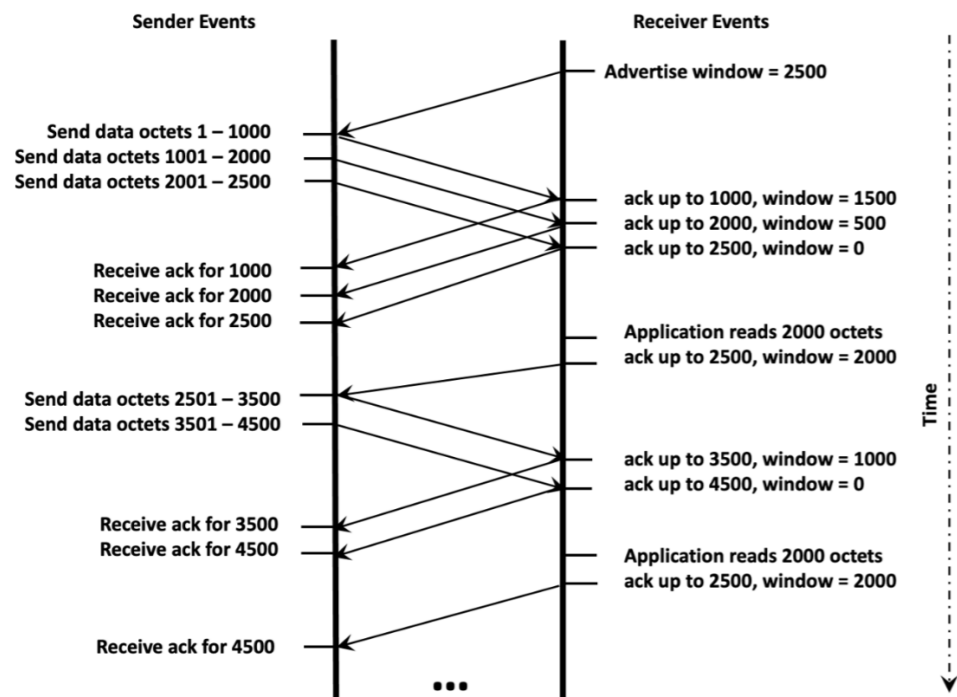 Sender Events
Receiver Events
Advertise window = 2500
Send data octets 1 – 1000
Send data octets 1001 – 2000
Send data octets 2001 – 2500
ack up to 1000, window = 1500
ack up to 2000, window = 500
ack up to 2500, window = 0
Receive ack for 1000
Receive ack for 2000
Receive ack for 2500
Application reads 2000 octets
ack up to 2500, window = 2000
Send data octets 2501 – 3500
Send data octets 3501 – 4500
Time
ack up to 3500, window = 1000
ack up to 4500, window = 0
Receive ack for 3500
Receive ack for 4500
Application reads 2000 octets
ack up to 2500, window = 2000
Receive ack for 4500
...